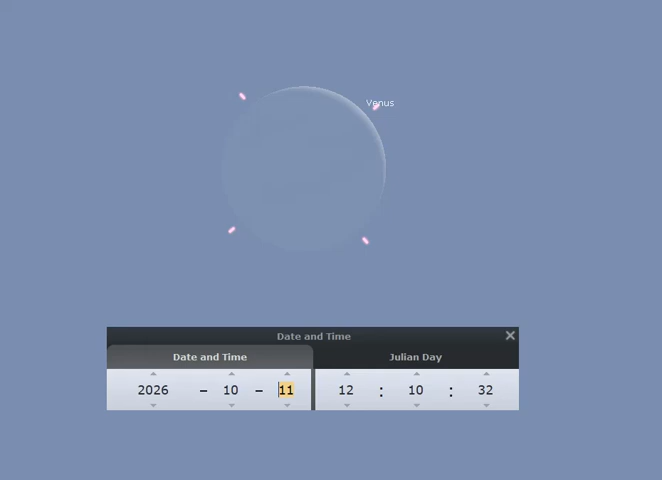 Venus
Date and Time
Date and Time Julian Day
2026 - 10 - 11 12 : 10 : 32